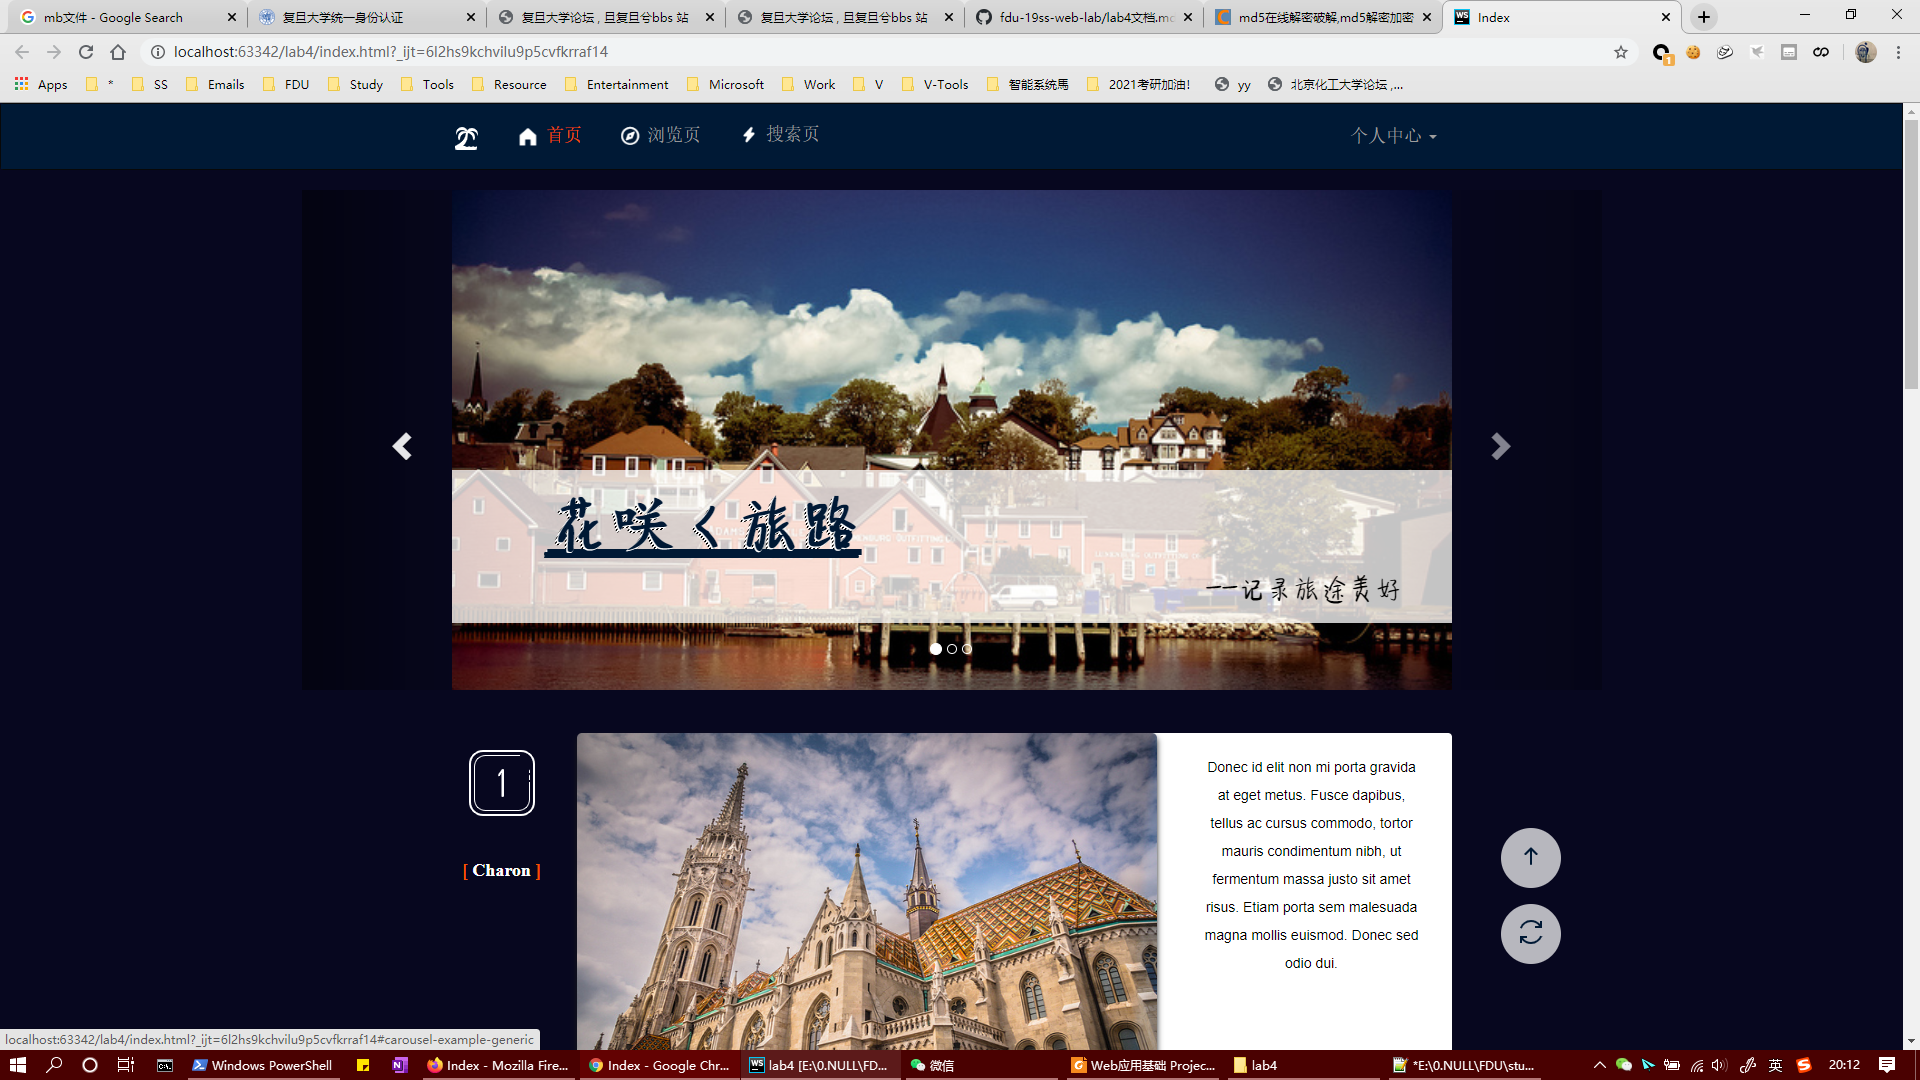 mb文件 - Google Search
复旦大学统一身份认证
复旦大学论坛 , 旦复旦兮bbs 站
复旦大学论坛 , 旦复旦兮bbs 站
fdu-19ss-web-lab/lab4文档.mc
md5在线解密破解,md5解密加密
Index
localhost:63342/lab4/index.html?_ijt=6l2hs9kchvilu9p5cvfkrraf14
Apps
*
SS
Emails
FDU
Study
Tools
Resource
Entertainment
Microsoft
Work
V
V-Tools
智能系统馬
2021考研加油!
yy
北京化工大学论坛 ,...
首页
浏览页
搜索页
个人中心
花咲く旅路
——记录旅途美好
1
[ Charon ]
Donec id elit non mi porta gravida
at eget metus. Fusce dapibus,
tellus ac cursus commodo, tortor
mauris condimentum nibh, ut
fermentum massa justo sit amet
risus. Etiam porta sem malesuada
magna mollis euismod. Donec sed
odio dui.
localhost:63342/lab4/index.html?_ijt=6l2hs9kchvilu9p5cvfkrraf14#carousel-example-generic
Windows PowerShell
Index - Mozilla Fire...
Index - Google Chr...
lab4 [E:\0.NULL\FD...
微信
Web应用基础 Projec...
lab4
*E:\0.NULL\FDU\stu...
英
20:12